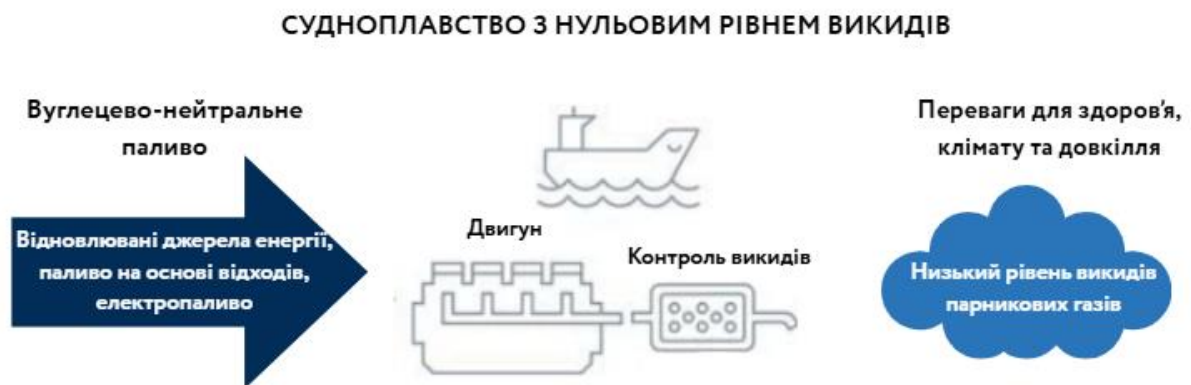 СУДНОПЛАВСТВО З НУЛЬОВИМ РІВНЕМ ВИКИДІВ
Вуглецево-нейтральне
паливо
Відновлювані джерела енергії,
паливо на основі відходів,
електропаливо
Двигун
Контроль викидів
Переваги для здоров'я,
клімату та довкілля
Низький рівень викидів
парникових газів